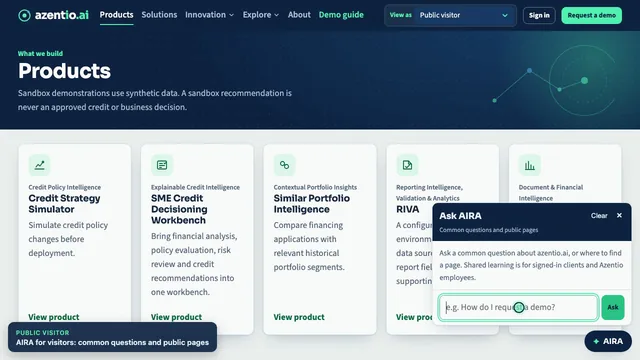 azentio.ai Products Solutions Innovation Explore About Demo guide View as Public visitor Sign in Request a demo
What we build
Products
Sandbox demonstrations use synthetic data. A sandbox recommendation is
never an approved credit or business decision.
Credit Policy Intelligence
Credit Strategy
Simulator
Simulate credit policy
changes before
deployment.
View product
Explainable Credit Intelligence
SME Credit
Decisioning
Workbench
Bring financial analysis,
policy evaluation, risk
review and credit
recommendations into
one workbench.
View product
Contextual Portfolio Insights
Similar Portfolio
Intelligence
Compare financing
applications with
relevant historical
portfolio segments.
View product
Reporting Intelligence,
Validation & Analytics
RIVA
A configur
environm
data sourc
report fiel
supportin
View pro
Document & Financial
Intelligence
Ask AIRA
Clear ×
Common questions and public pages
Ask a common question about azentio.ai, or where to find
a page. Shared learning is for signed-in clients and Azentio
employees.
e.g. How do I request a demo?
Ask
PUBLIC VISITOR
AIRA for visitors: common questions and public pages
AIRA